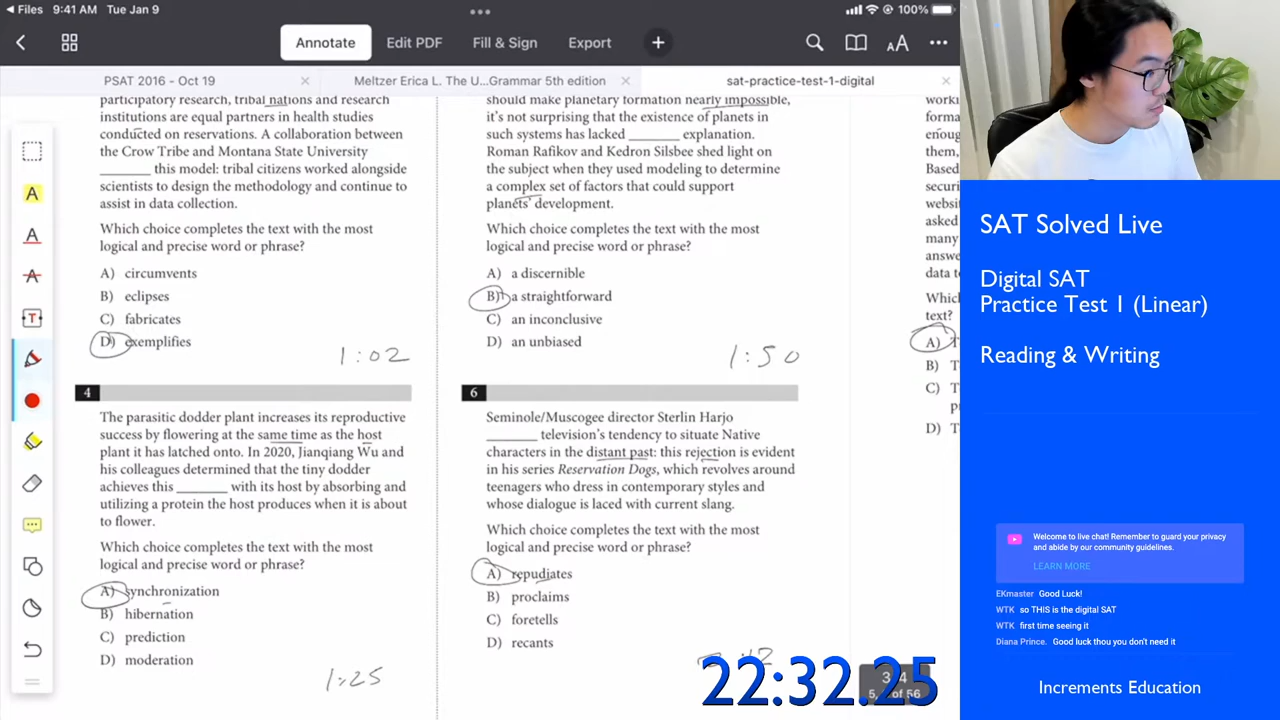 Files 9:41 AM Tue Jan 9
100%
Annotate Edit PDF Fill & Sign Export
PSAT 2016 - Oct 19
Meltzer Erica L. The U...Grammar 5th edition
sat-practice-test-1-digital
participatory research, tribal nations and research
institutions are equal partners in health studies
conducted on reservations. A collaboration between
the Crow Tribe and Montana State University
_______ this model: tribal citizens worked alongside
scientists to design the methodology and continue to
assist in data collection.
Which choice completes the text with the most
logical and precise word or phrase?
A) circumvents
B) eclipses
C) fabricates
D) exemplifies
1:02
4
The parasitic dodder plant increases its reproductive
success by flowering at the same time as the host
plant it has latched onto. In 2020, Jianqiang Wu and
his colleagues determined that the tiny dodder
achieves this _______ with its host by absorbing and
utilizing a protein the host produces when it is about
to flower.
Which choice completes the text with the most
logical and precise word or phrase?
A) synchronization
B) hibernation
C) prediction
D) moderation
1:25
should make planetary formation nearly impossible,
it's not surprising that the existence of planets in
such systems has lacked _______ explanation.
Roman Rafikov and Kedron Silsbee shed light on
the subject when they used modeling to determine
a complex set of factors that could support
planets' development.
Which choice completes the text with the most
logical and precise word or phrase?
A) a discernible
B) a straightforward
C) an inconclusive
D) an unbiased
1:50
6
Seminole/Muscogee director Sterlin Harjo
_______ television's tendency to situate Native
characters in the distant past: this rejection is evident
in his series Reservation Dogs, which revolves around
teenagers who dress in contemporary styles and
whose dialogue is laced with current slang.
Which choice completes the text with the most
logical and precise word or phrase?
A) repudiates
B) proclaims
C) foretells
D) recants
22:32.25
of 56
them,
Based
asked
many
data
text?
A)
B)
C)
D)
SAT Solved Live
Digital SAT
Practice Test 1 (Linear)
Reading & Writing
Welcome to live chat! Remember to guard your privacy
and abide by our community guidelines.
LEARN MORE
EKmaster Good Luck!
WTK so THIS is the digital SAT
WTK first time seeing it
Diana Prince. Good luck thou you don't need it
Increments Education